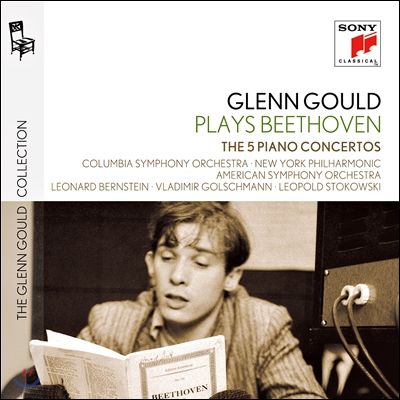 SONY
CLASSICAL
GLENN GOULD
PLAYS BEETHOVEN
THE 5 PIANO CONCERTOS
COLUMBIA SYMPHONY ORCHESTRA · NEW YORK PHILHARMONIC
AMERICAN SYMPHONY ORCHESTRA
LEONARD BERNSTEIN · VLADIMIR GOLSCHMANN · LEOPOLD STOKOWSKI
THE GLENN GOULD COLLECTION
BEETHOVEN